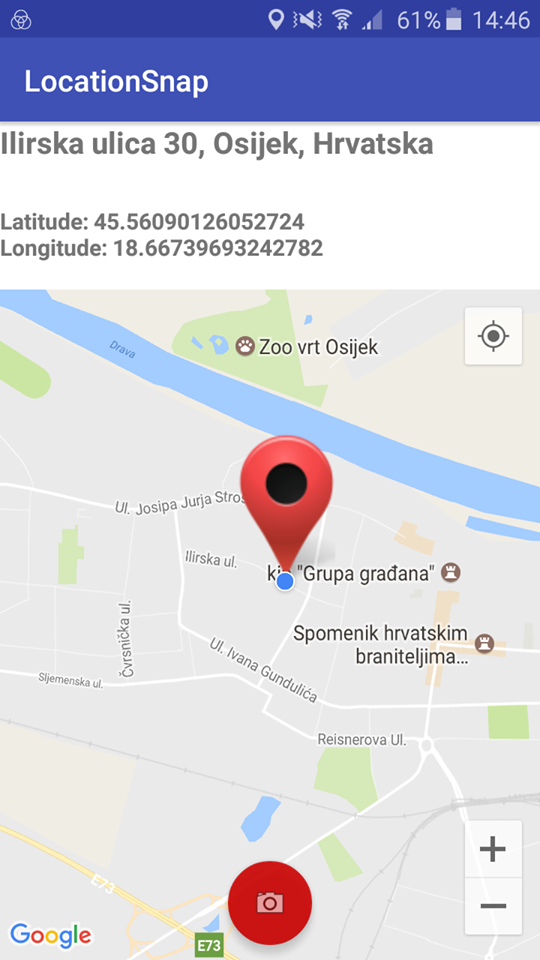 61% 14:46
LocationSnap
Ilirska ulica 30, Osijek, Hrvatska
Latitude: 45.56090126052724
Longitude: 18.66739693242782
Drava
Zoo vrt Osijek
Ul. Josipa Jurja Stros
Ilirska ul.
"Grupa građana"
Čvrsnička ul.
Spomenik hrvatskim
braniteljima...
Ul. Ivana Gundulića
Sljemenska ul.
Reisnerova Ul.
E73
Google
E73